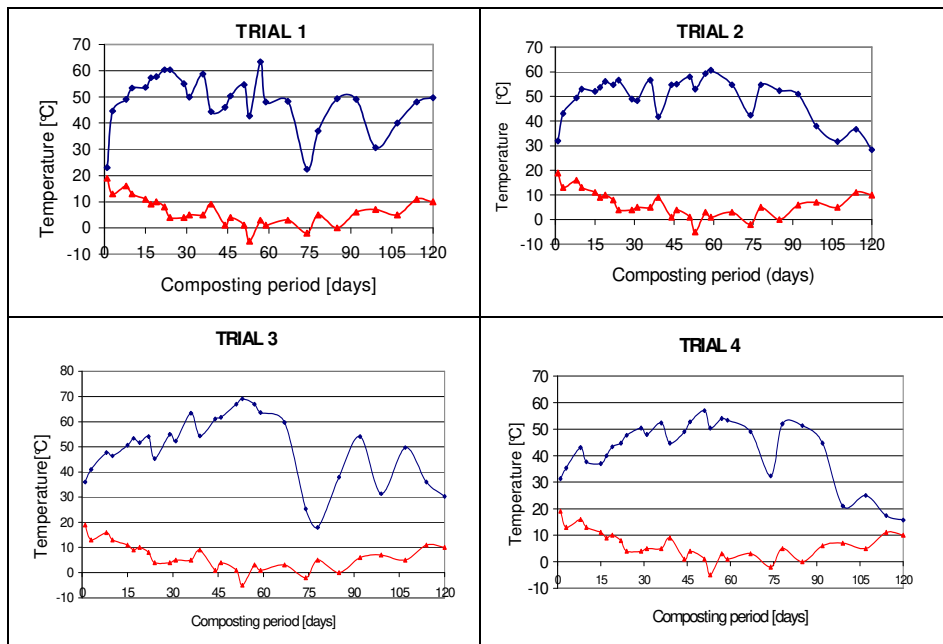 TRIAL 1
70
60
50
40
30
20
10
0
-10
0 15 30 45 60 75 90 105 120
Temperature [°C]
Composting period [days]
TRIAL 2
70
60
50
40
30
20
10
0
-10
0 15 30 45 60 75 90 105 120
Temperature [°C]
Composting period (days)
TRIAL 3
80
70
60
50
40
30
20
10
0
-10
0 15 30 45 60 75 90 105 120
Temperature[°C]
Composting period [days]
TRIAL 4
70
60
50
40
30
20
10
0
-10
0 15 30 45 60 75 90 105 120
Temperature [°C]
Composting period [days]